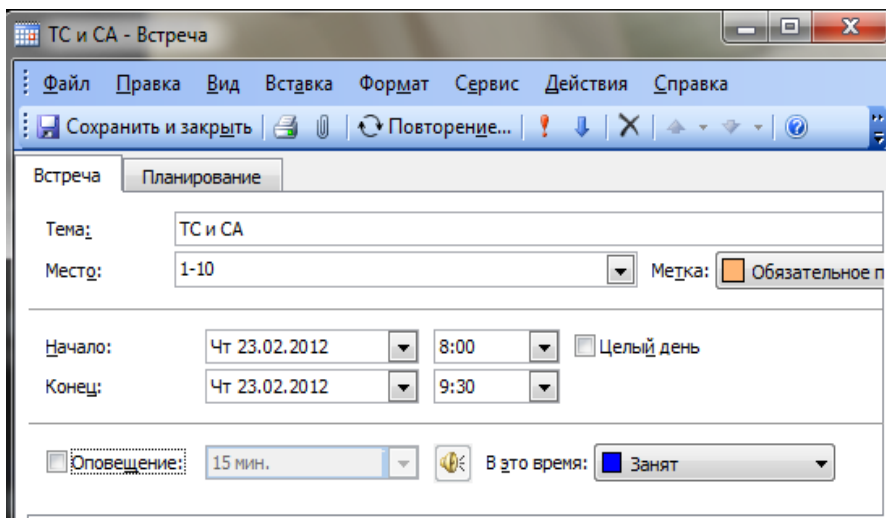 ТС и СА - Встреча
Файл Правка Вид Вставка Формат Сервис Действия Справка
Сохранить и закрыть Повторение...
Встреча Планирование
Тема: ТС и СА
Место: 1-10 Метка: Обязательное п
Начало: Чт 23.02.2012 8:00 Целый день
Конец: Чт 23.02.2012 9:30
Оповещение: 15 мин. В это время: Занят